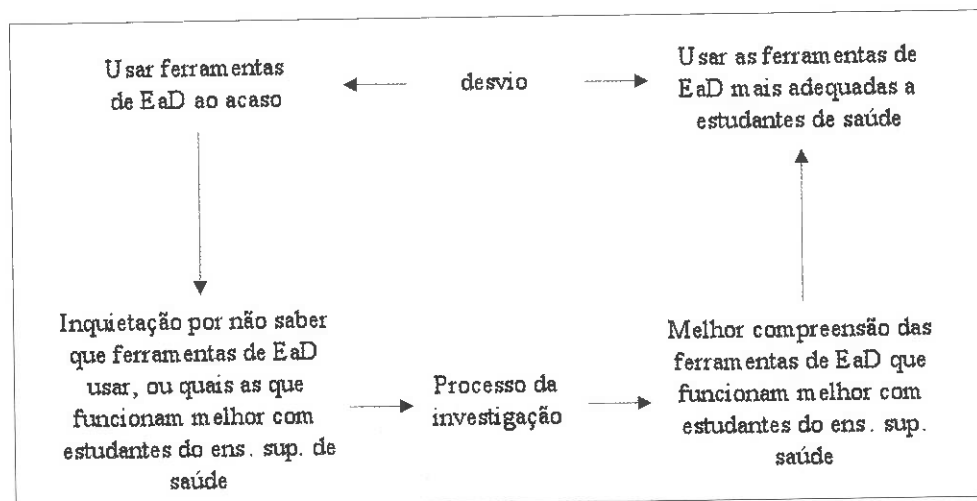 Usar ferramentas
de EaD ao acaso
desvio
Usar as ferramentas de
EaD mais adequadas a
estudantes de saúde
Inquietação por não saber
que ferramentas de EaD
usar, ou quais as que
funcionam melhor com
estudantes do ens. sup. de
saúde
Processo da
investigação
Melhor compreensão das
ferramentas de EaD que
funcionam melhor com
estudantes do ens. sup.
saúde